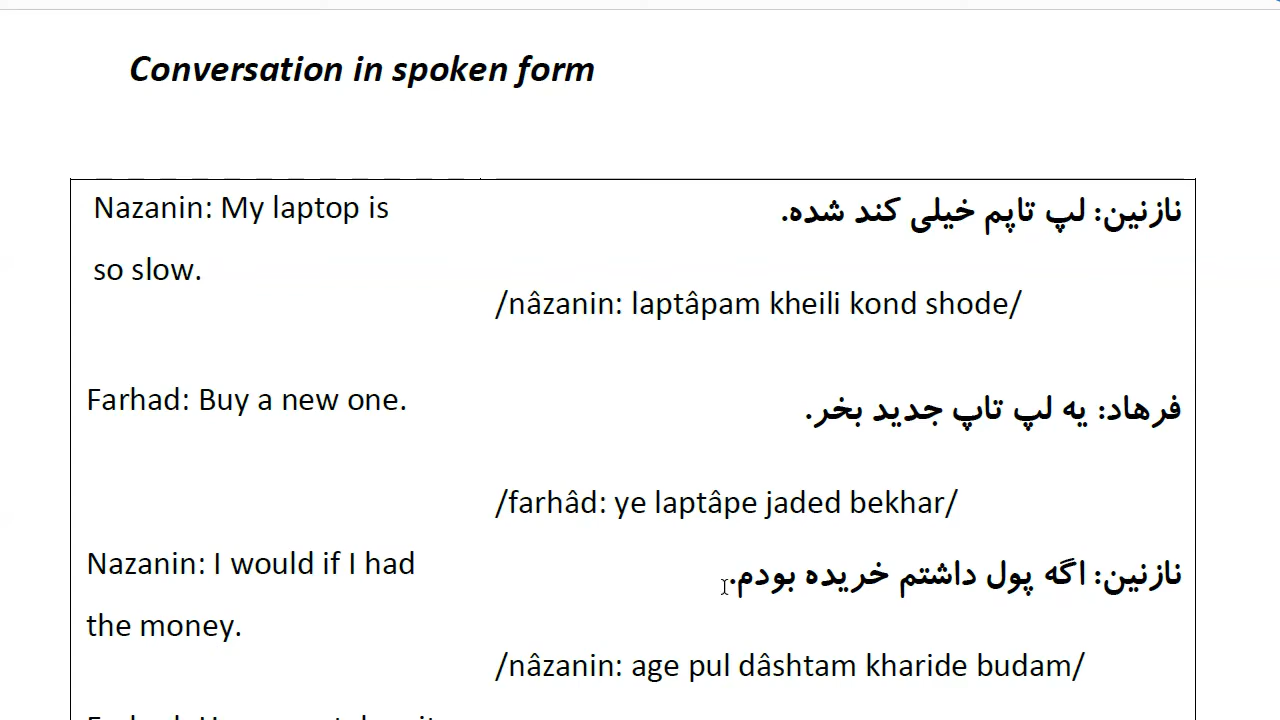 Conversation in spoken form
Nazanin: My laptop is
so slow.
نازنین: لپ تاپم خیلی کند شده.
/nâzanin: laptâpam kheili kond shode/
Farhad: Buy a new one.
فرهاد: یه لپ تاپ جدید بخر.
/farhâd: ye laptâpe jaded bekhar/
Nazanin: I would if I had
the money.
نازنین: اگه پول داشتم خریده بودم.
/nâzanin: age pul dâshtam kharide budam/